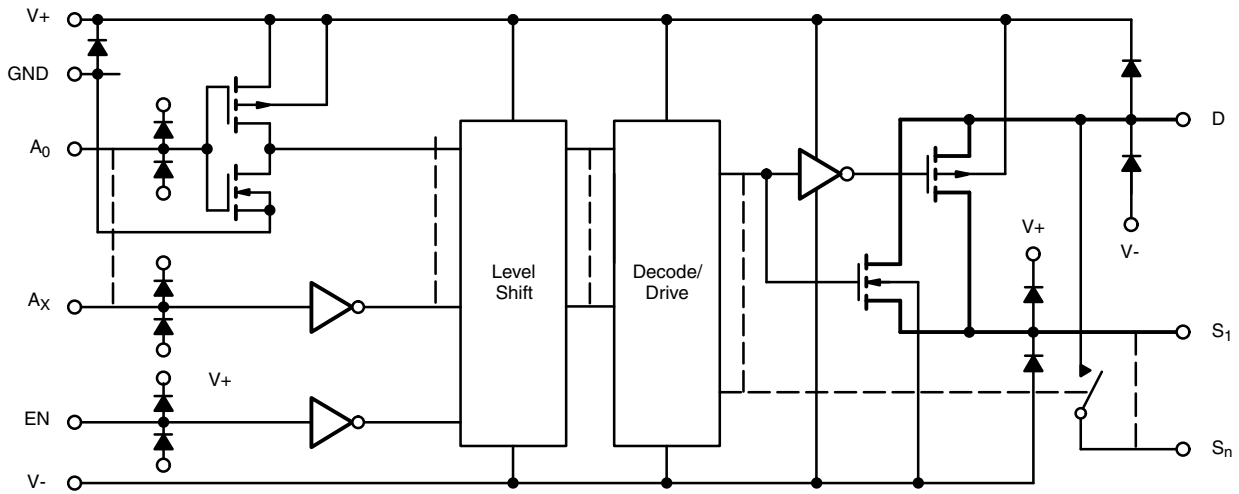 V+
GND
A0
AX
EN
V-
V+
Level
Shift
Decode/
Drive
V+
D
V-
S1
Sn